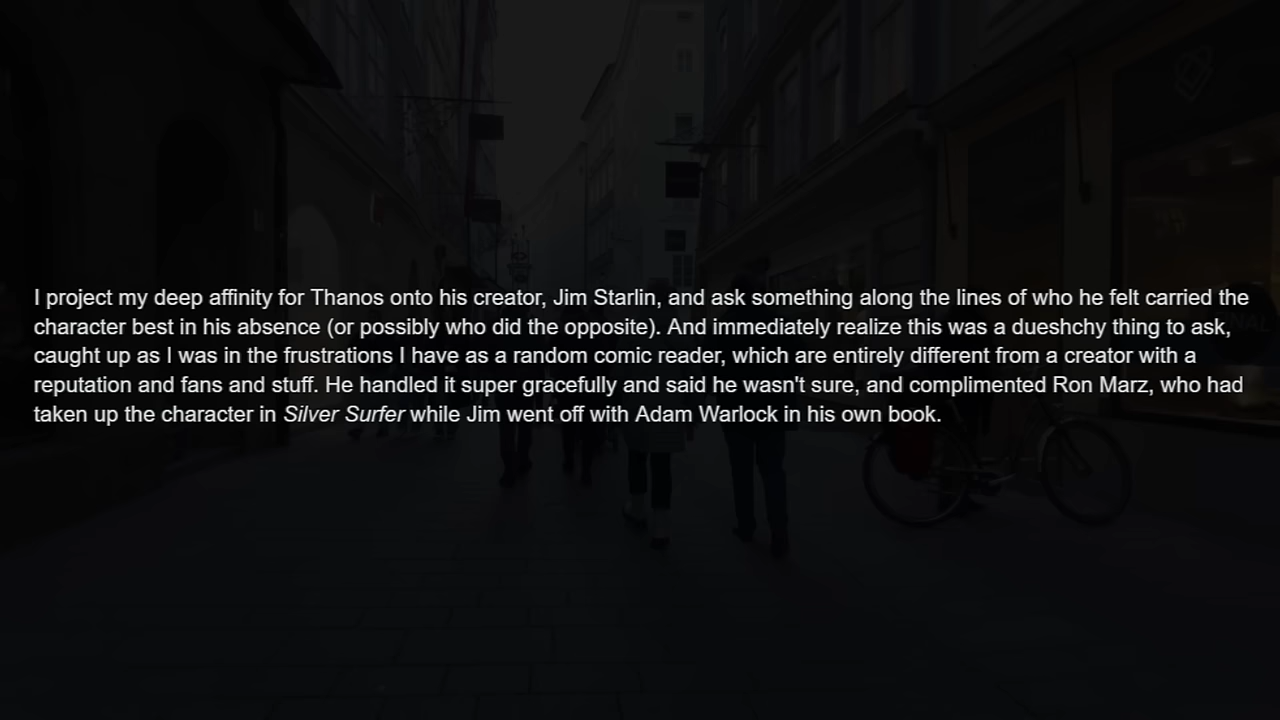 I project my deep affinity for Thanos onto his creator, Jim Starlin, and ask something along the lines of who he felt carried the
character best in his absence (or possibly who did the opposite). And immediately realize this was a dueshchy thing to ask,
caught up as I was in the frustrations I have as a random comic reader, which are entirely different from a creator with a
reputation and fans and stuff. He handled it super gracefully and said he wasn't sure, and complimented Ron Marz, who had
taken up the character in Silver Surfer while Jim went off with Adam Warlock in his own book.